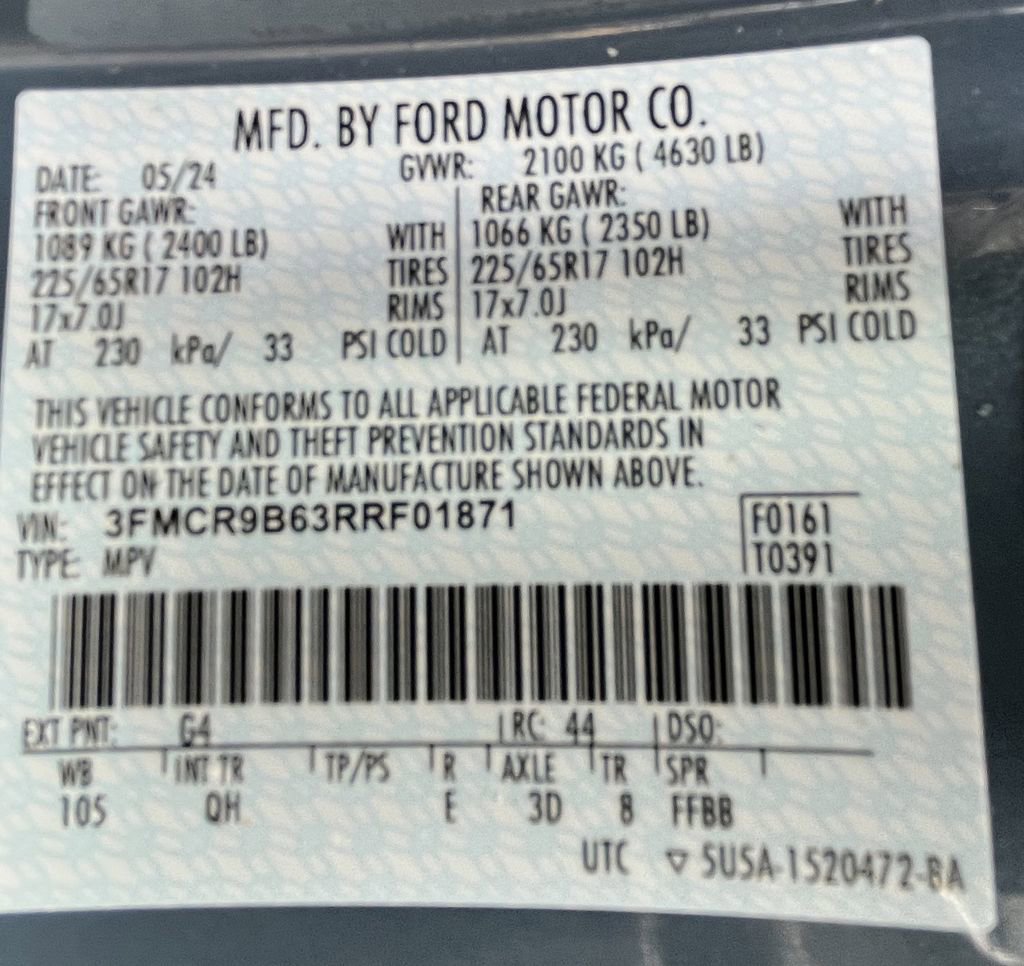 MFD. BY FORD MOTOR CO.
DATE: 05/24 GVWR: 2100 KG ( 4630 LB)
FRONT GAWR: REAR GAWR:
1089 KG ( 2400 LB) WITH 1066 KG ( 2350 LB) WITH
225/65R17 102H TIRES 225/65R17 102H TIRES
17x7.0J RIMS 17x7.0J RIMS
AT 230 kPa/ 33 PSI COLD AT 230 kPa/ 33 PSI COLD
THIS VEHICLE CONFORMS TO ALL APPLICABLE FEDERAL MOTOR
VEHICLE SAFETY AND THEFT PREVENTION STANDARDS IN
EFFECT ON THE DATE OF MANUFACTURE SHOWN ABOVE.
VIN: 3FMCR9B63RRF01871 F0161
TYPE: MPV T0391
EXT PNT: G4 RC: 44 DSO:
WB INT TR TP/PS R AXLE TR SPR
105 QH E 3D 8 FFBB
UTC ▽ 5U5A-1520472-BA